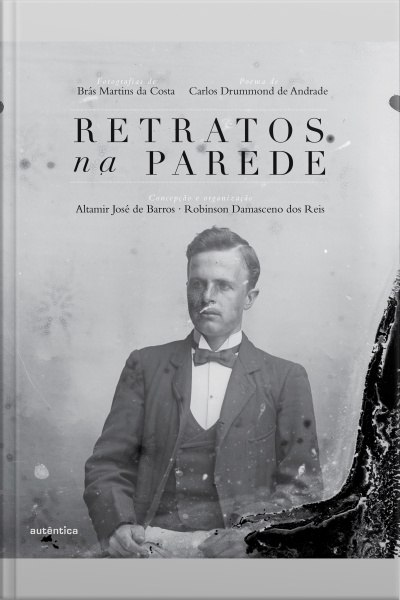 Fotografias de Poema de
Brás Martins da Costa Carlos Drummond de Andrade
RETRATOS
na PAREDE
Concepção e organização
Altamir José de Barros · Robinson Damasceno dos Reis
autêntica